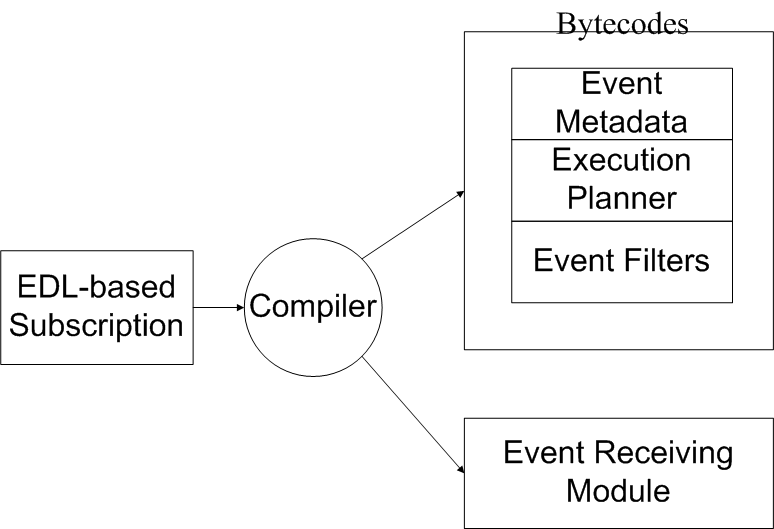 Bytecodes
Event
Metadata
Execution
Planner
Event Filters
EDL-based
Subscription
Compiler
Event Receiving
Module